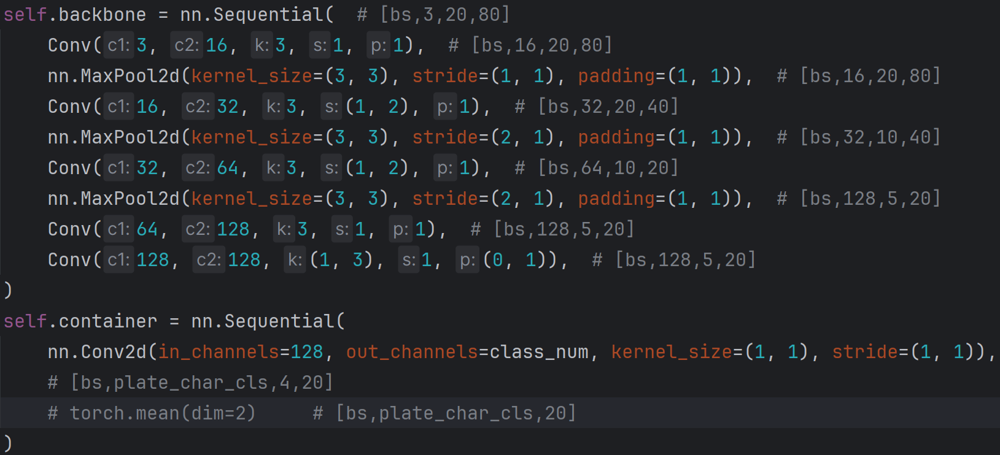 self.backbone = nn.Sequential(  # [bs,3,20,80]
    Conv(c1: 3, c2: 16, k: 3, s: 1, p: 1),  # [bs,16,20,80]
    nn.MaxPool2d(kernel_size=(3, 3), stride=(1, 1), padding=(1, 1)),  # [bs,16,20,80]
    Conv(c1: 16, c2: 32, k: 3, s: (1, 2), p: 1),  # [bs,32,20,40]
    nn.MaxPool2d(kernel_size=(3, 3), stride=(2, 1), padding=(1, 1)),  # [bs,32,10,40]
    Conv(c1: 32, c2: 64, k: 3, s: (1, 2), p: 1),  # [bs,64,10,20]
    nn.MaxPool2d(kernel_size=(3, 3), stride=(2, 1), padding=(1, 1)),  # [bs,128,5,20]
    Conv(c1: 64, c2: 128, k: 3, s: 1, p: 1),  # [bs,128,5,20]
    Conv(c1: 128, c2: 128, k: (1, 3), s: 1, p: (0, 1)),  # [bs,128,5,20]
)
self.container = nn.Sequential(
    nn.Conv2d(in_channels=128, out_channels=class_num, kernel_size=(1, 1), stride=(1, 1)),
    # [bs,plate_char_cls,4,20]
    # torch.mean(dim=2)     # [bs,plate_char_cls,20]
)